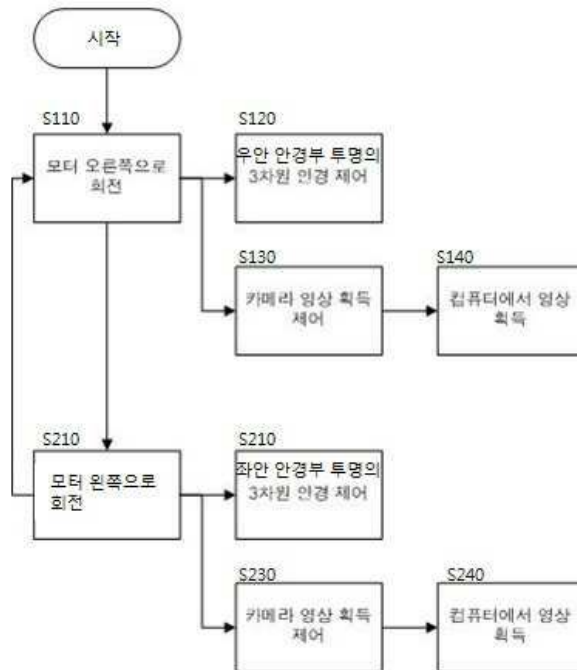 시작
S110
모터 오른쪽으로
회전
S120
우안 안경부 투명의
3차원 안경 제어
S130
카메라 영상 획득
제어
S140
컴퓨터에서 영상
획득
S210
모터 왼쪽으로
회전
S210
좌안 안경부 투명의
3차원 안경 제어
S230
카메라 영상 획득
제어
S240
컴퓨터에서 영상
획득